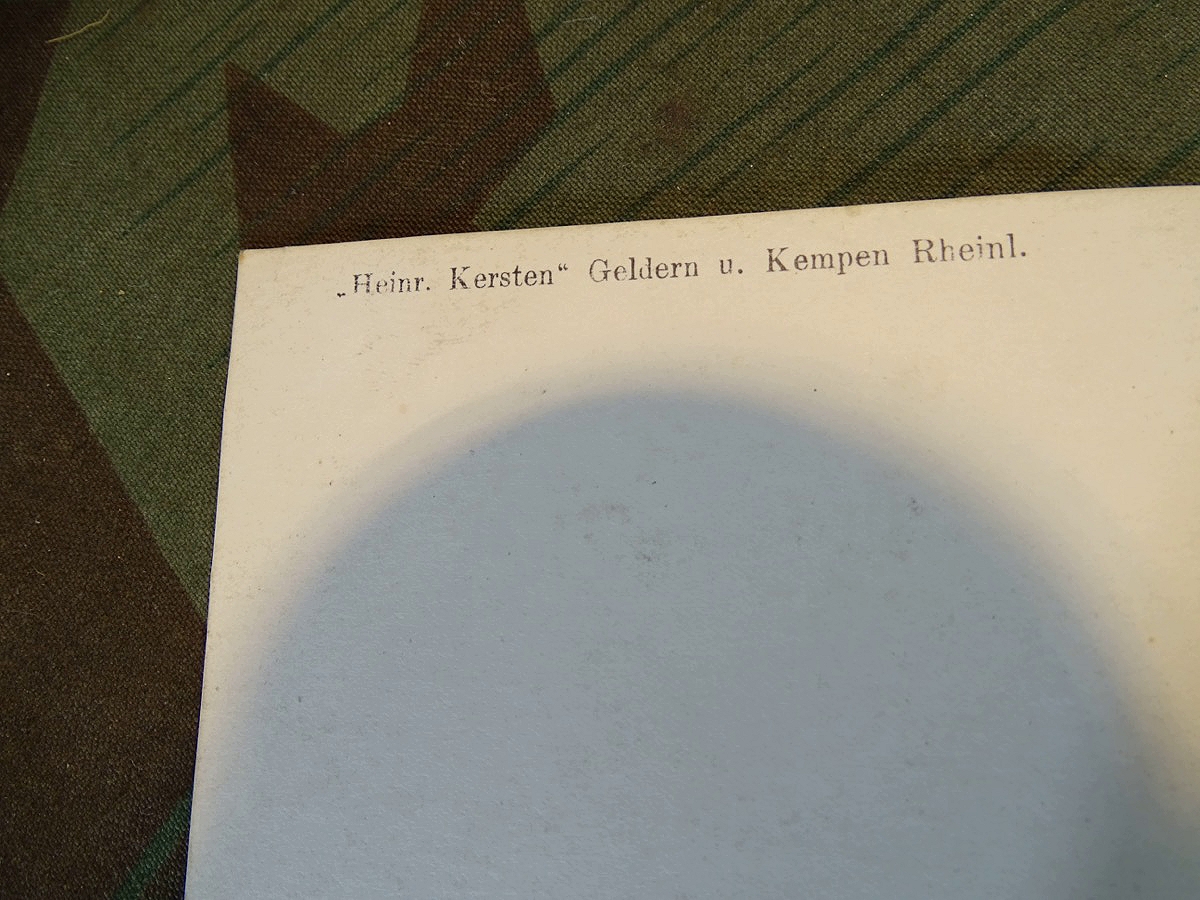 „Heinr. Kersten“ Geldern u. Kempen Rheinl.